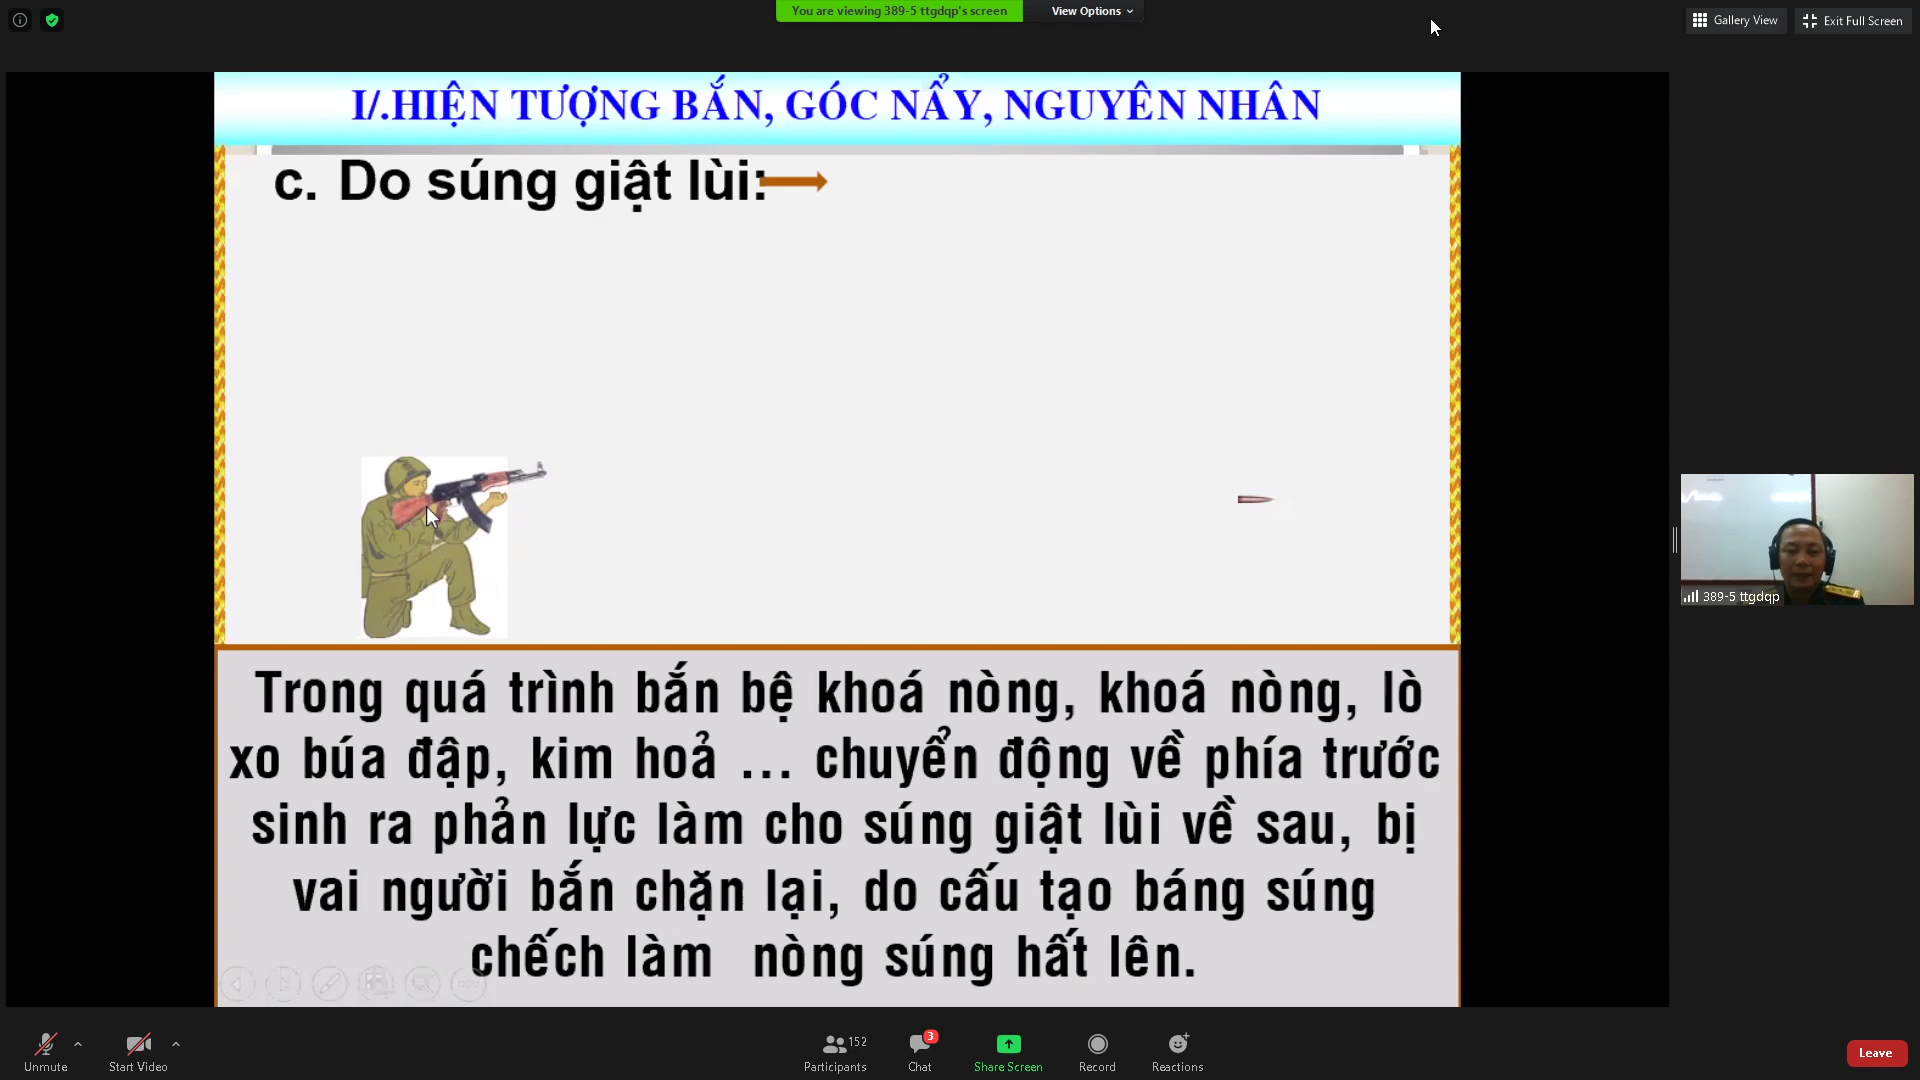 You are viewing 389-5 ttgdqp's screen
View Options
Gallery View
Exit Full Screen
I/.HIỆN TƯỢNG BẮN, GÓC NẨY, NGUYÊN NHÂN
c. Do súng giật lùi:
Trong quá trình bắn bệ khoá nòng, khoá nòng, lò
xo búa đập, kim hoả ... chuyển động về phía trước
sinh ra phản lực làm cho súng giật lùi về sau, bị
vai người bắn chặn lại, do cấu tạo báng súng
chếch làm nòng súng hất lên.
389-5 ttgdqp
Unmute
Start Video
152
Participants
3
Chat
Share Screen
Record
Reactions
Leave